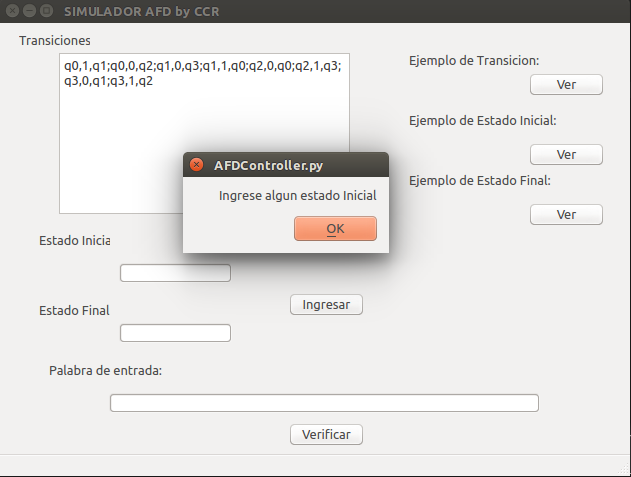 SIMULADOR AFD by CCR
Transiciones
q0,1,q1;q0,0,q2;q1,0,q3;q1,1,q0;q2,0,q0;q2,1,q3;
q3,0,q1;q3,1,q2
Ejemplo de Transicion:
Ver
Ejemplo de Estado Inicial:
Ver
Ejemplo de Estado Final:
Ver
AFDController.py
Ingrese algun estado Inicial
OK
Estado Inicia
Ingresar
Estado Final
Palabra de entrada:
Verificar